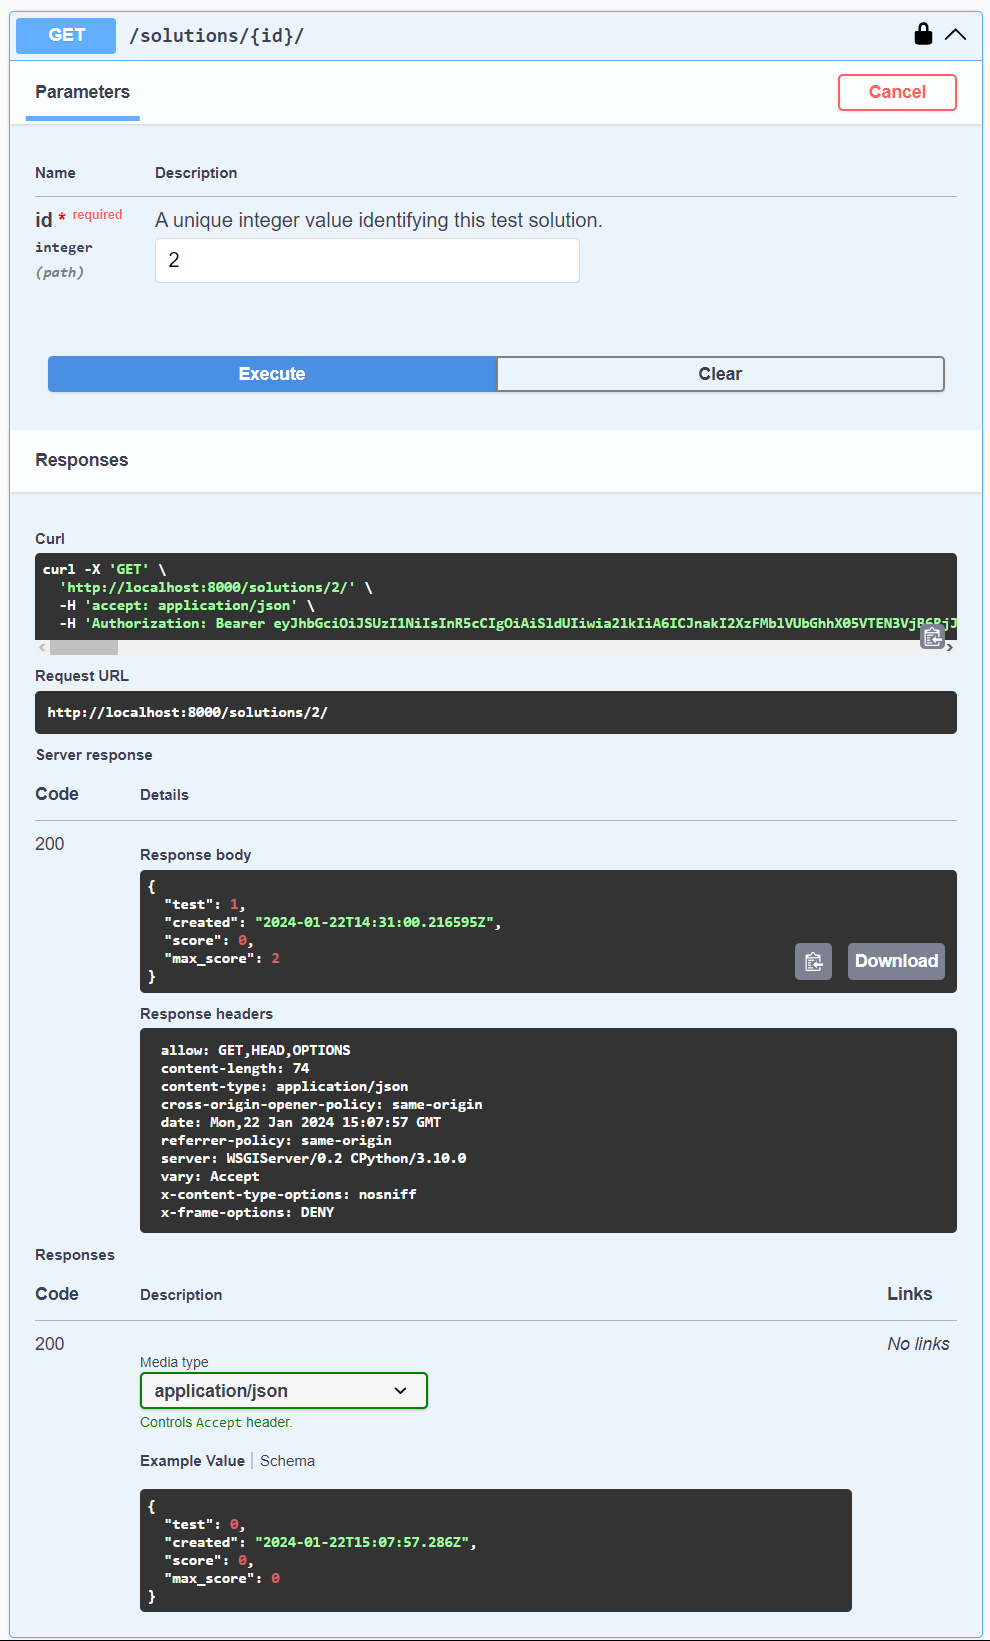 GET /solutions/{id}/
Parameters
Cancel
Name Description
id * required A unique integer value identifying this test solution.
integer
(path)
2
Execute Clear
Responses
Curl
curl -X 'GET' \
'http://localhost:8000/solutions/2/' \
-H 'accept: application/json' \
-H 'Authorization: Bearer
Request URL
http://localhost:8000/solutions/2/
Server response
Code Details
200
Response body
{
"test": 1,
"created": "2024-01-22T14:31:00.216595Z",
"score": 0,
"max_score": 2
}
Download
Response headers
allow: GET,HEAD,OPTIONS
content-length: 74
content-type: application/json
cross-origin-opener-policy: same-origin
date: Mon,22 Jan 2024 15:07:57 GMT
referrer-policy: same-origin
server: WSGIServer/0.2 CPython/3.10.0
vary: Accept
x-content-type-options: nosniff
x-frame-options: DENY
Responses
Code Description Links
200 No links
Media type
application/json
Controls Accept header.
Example Value Schema
{
"test": 0,
"created": "2024-01-22T15:07:57.286Z",
"score": 0,
"max_score": 0
}